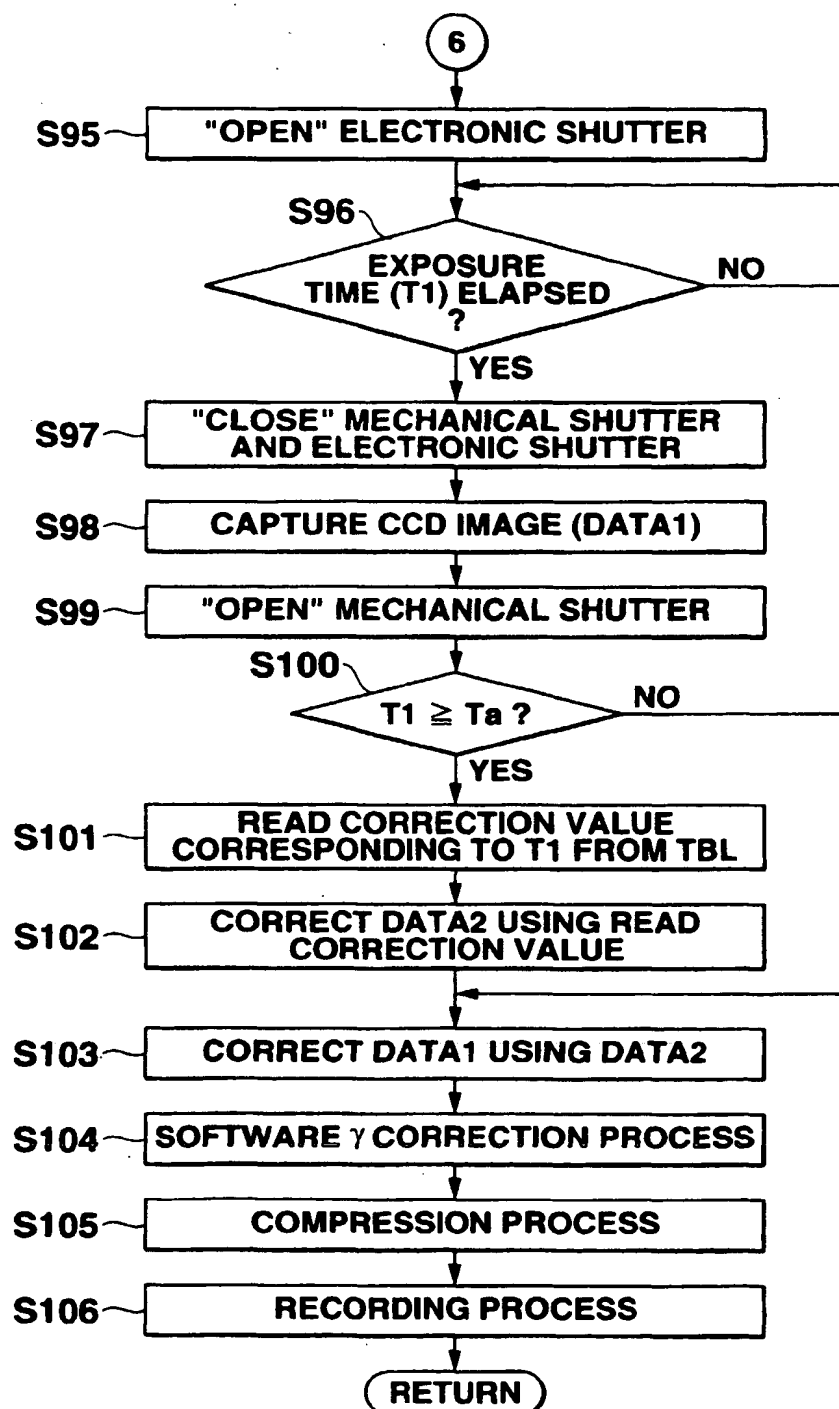 6
S95
"OPEN" ELECTRONIC SHUTTER
S96
EXPOSURE
TIME (T1) ELAPSED
?
NO
YES
S97
"CLOSE" MECHANICAL SHUTTER
AND ELECTRONIC SHUTTER
S98
CAPTURE CCD IMAGE (DATA1)
S99
"OPEN" MECHANICAL SHUTTER
S100
T1 ≧ Ta ?
NO
YES
S101
READ CORRECTION VALUE
CORRESPONDING TO T1 FROM TBL
S102
CORRECT DATA2 USING READ
CORRECTION VALUE
S103
CORRECT DATA1 USING DATA2
S104
SOFTWARE γ CORRECTION PROCESS
S105
COMPRESSION PROCESS
S106
RECORDING PROCESS
RETURN